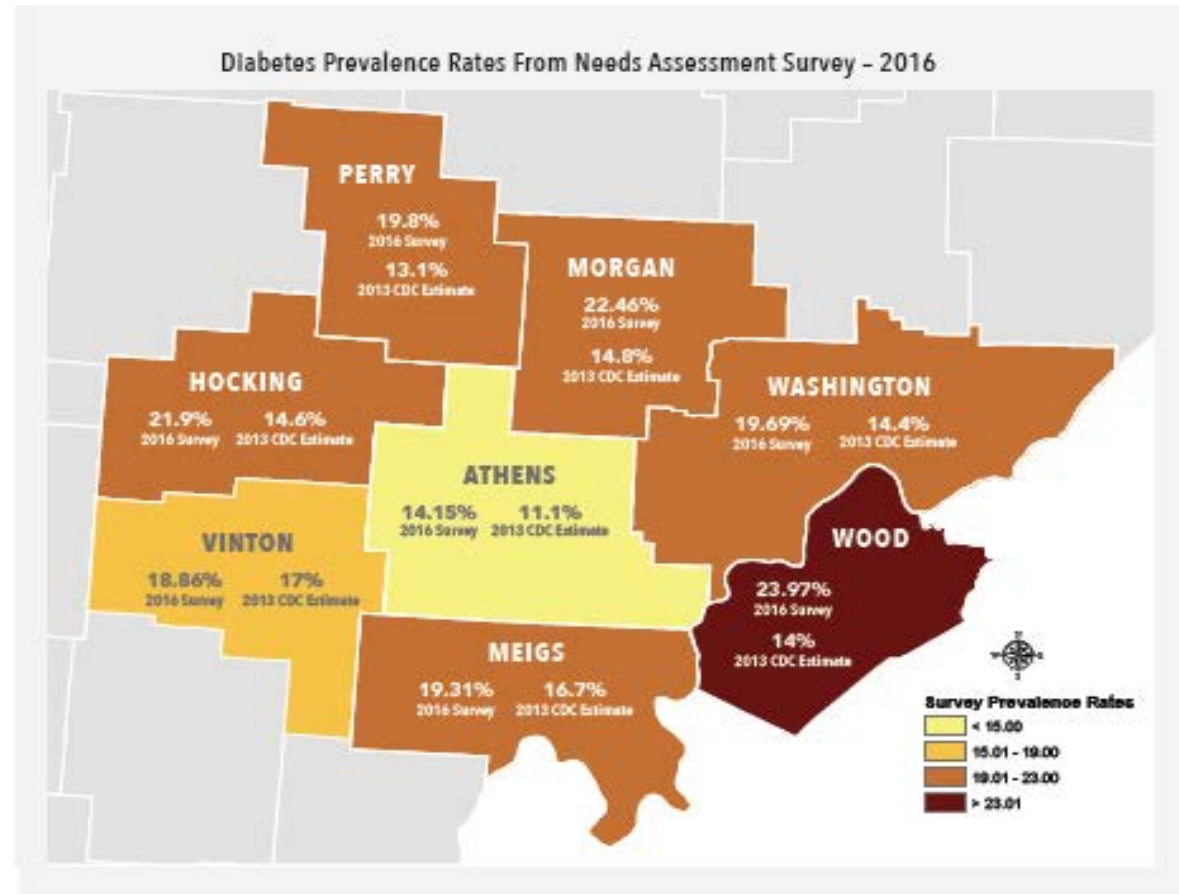 Diabetes Prevalence Rates From Needs Assessment Survey – 2016
PERRY
19.8%
2016 Survey
13.1%
2013 CDC Estimate
MORGAN
22.46%
2016 Survey
14.8%
2013 CDC Estimate
HOCKING
21.9% 14.6%
2016 Survey 2013 CDC Estimate
WASHINGTON
19.69% 14.4%
2016 Survey 2013 CDC Estimate
ATHENS
14.15% 11.1%
2016 Survey 2013 CDC Estimate
VINTON
18.86% 17%
2016 Survey 2013 CDC Estimate
WOOD
23.97%
2016 Survey
14%
2013 CDC Estimate
MEIGS
19.31% 16.7%
2016 Survey 2013 CDC Estimate
Survey Prevalence Rates
< 15.00
15.01 - 19.00
19.01 - 23.00
> 23.01